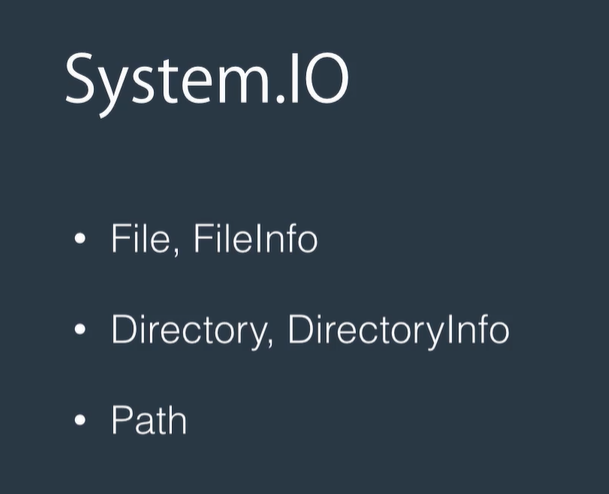 System.IO
• File, FileInfo
• Directory, DirectoryInfo
• Path